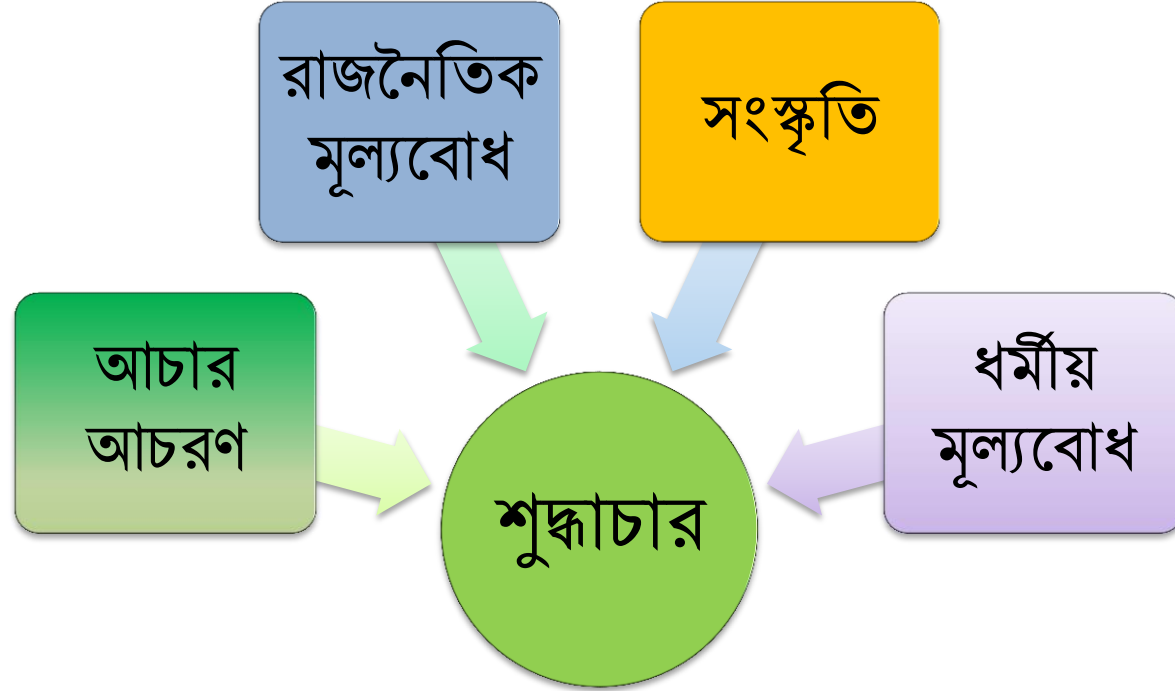 রাজনৈতিক
মূল্যবোধ
সংস্কৃতি
আচার
আচরণ
ধর্মীয়
মূল্যবোধ
শুদ্ধাচার